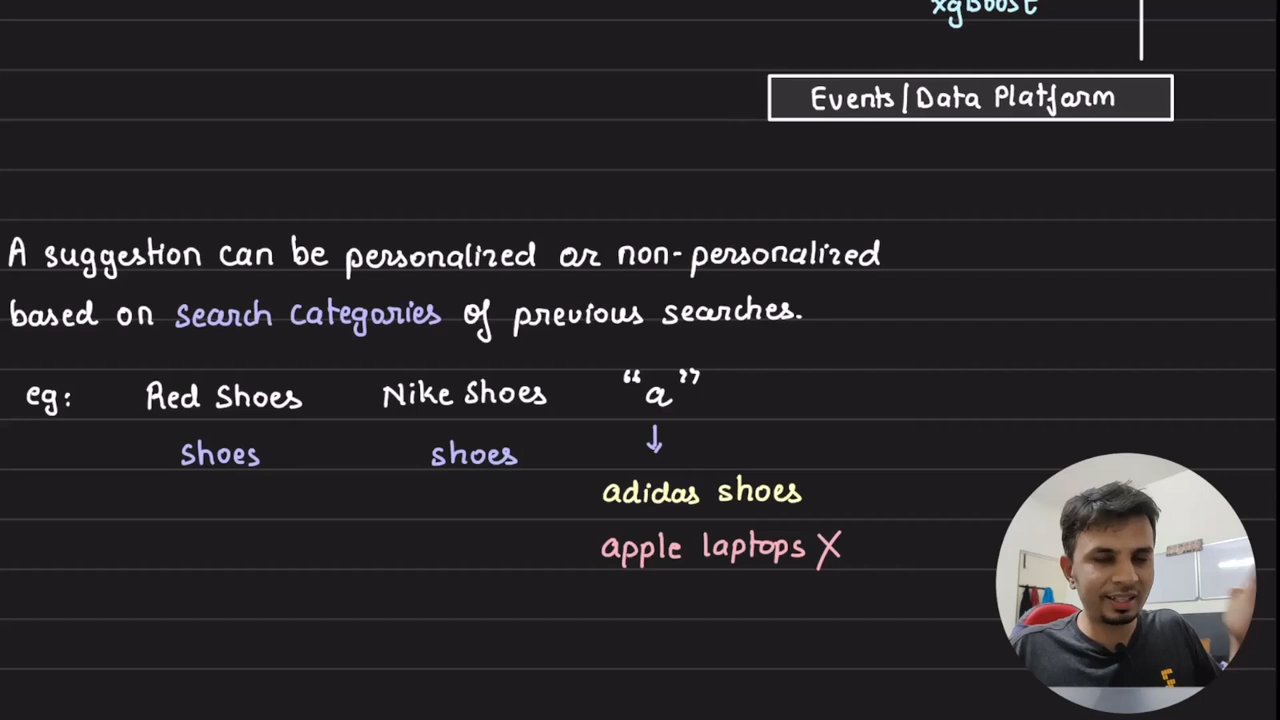 xgBoost
Events/Data Platform
A suggestion can be personalized or non-personalized
based on search categories of previous searches.
eg: Red Shoes Nike Shoes “a”
shoes shoes ↓
adidas shoes
apple laptops X